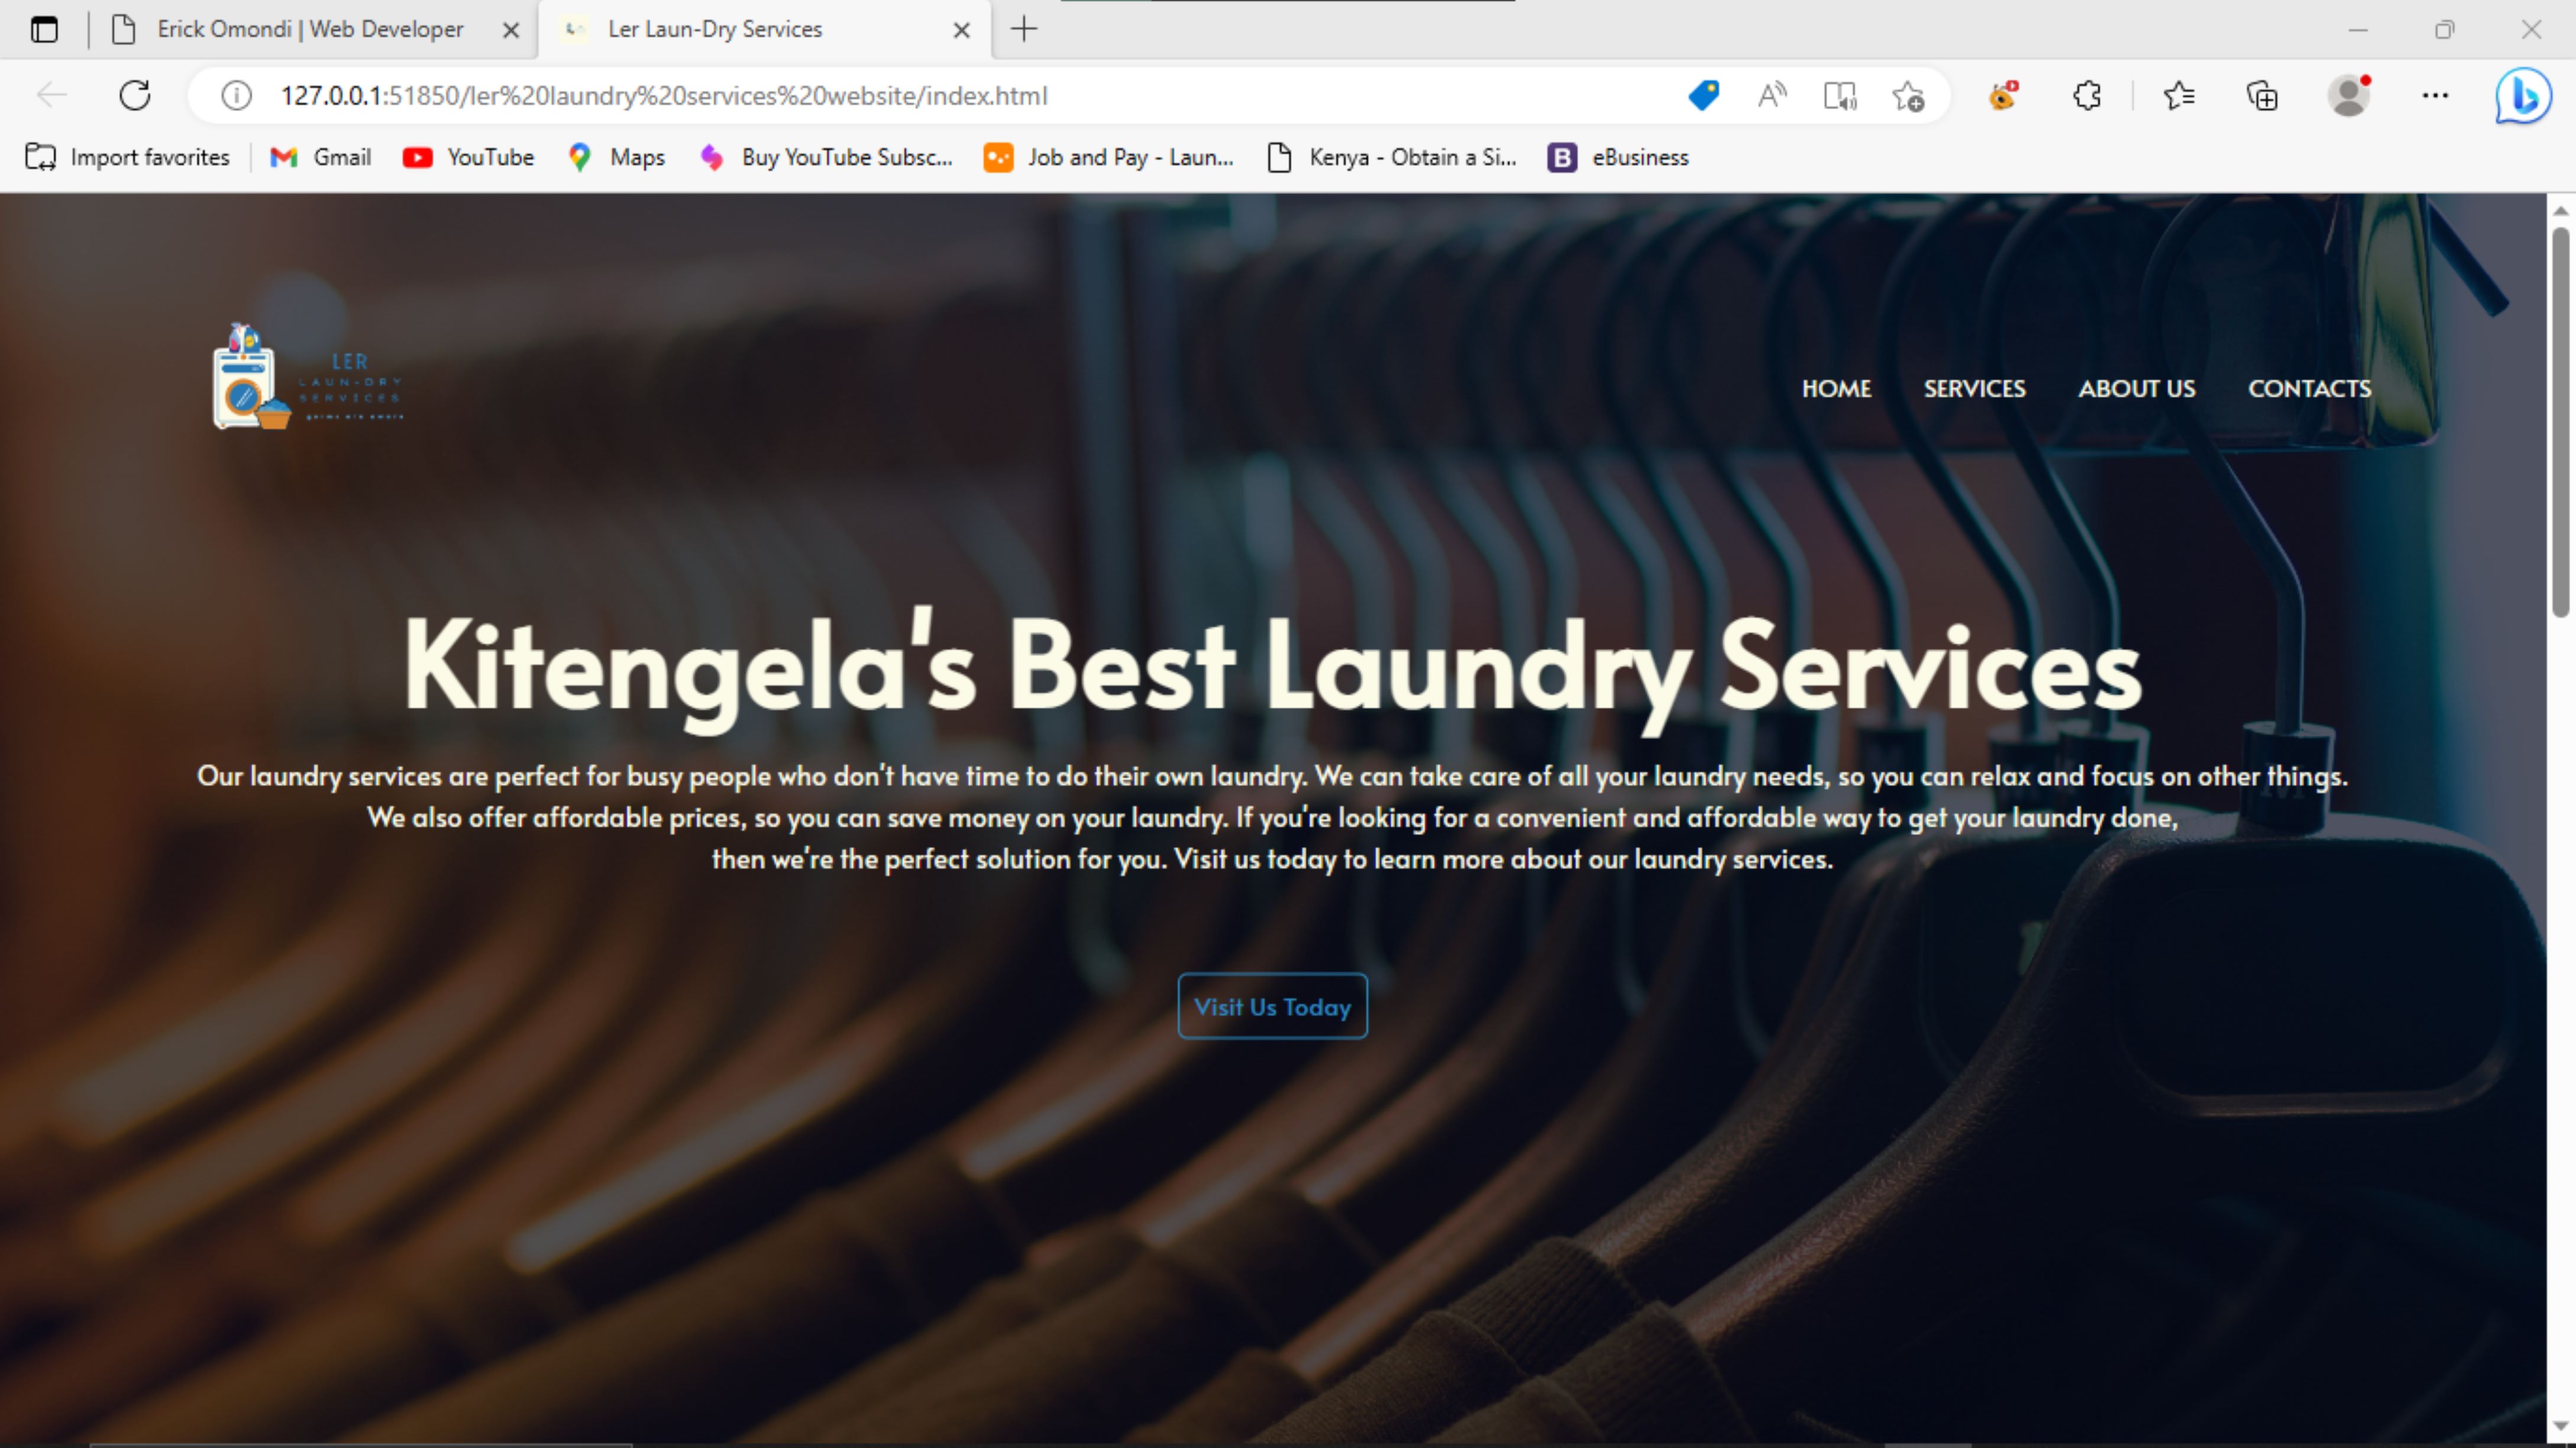 Erick Omondi | Web Developer
Ler Laun-Dry Services
127.0.0.1:51850/ler%20laundry%20services%20website/index.html
Import favorites
Gmail
YouTube
Maps
Buy YouTube Subsc...
Job and Pay - Laun...
Kenya - Obtain a Si...
B
eBusiness
LER
LAUN-DRY
SERVICES
HOME
SERVICES
ABOUT US
CONTACTS
Kitengela's Best Laundry Services
Our laundry services are perfect for busy people who don't have time to do their own laundry. We can take care of all your laundry needs, so you can relax and focus on other things.
We also offer affordable prices, so you can save money on your laundry. If you're looking for a convenient and affordable way to get your laundry done,
then we're the perfect solution for you. Visit us today to learn more about our laundry services.
Visit Us Today